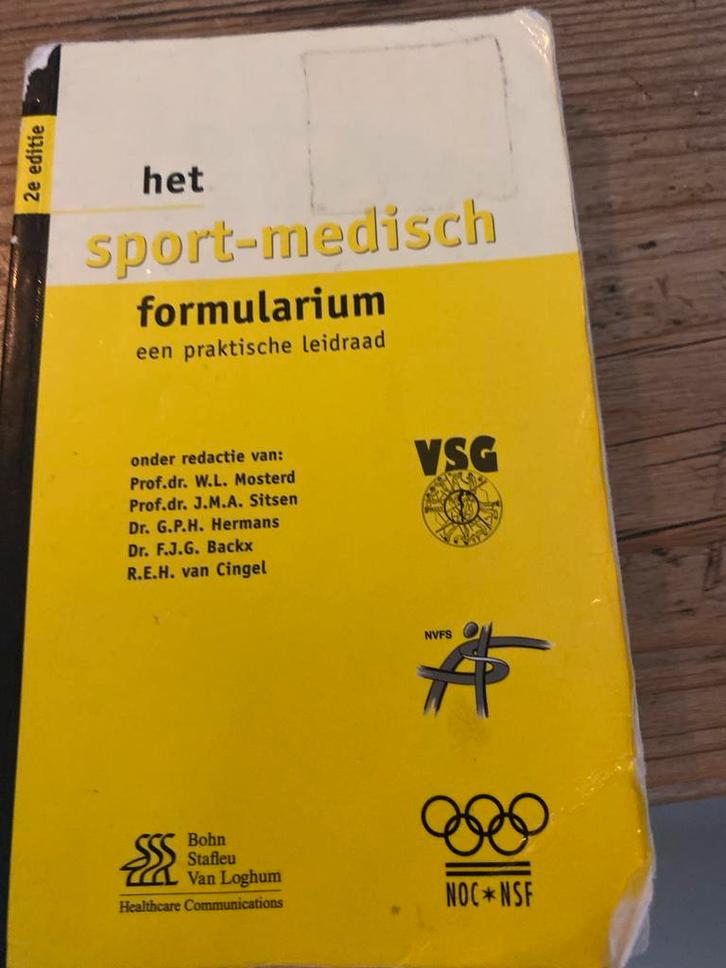 2e editie
het
sport-medisch
formularium
een praktische leidraad
onder redactie van:
Prof.dr. W.L. Mosterd
Prof.dr. J.M.A. Sitsen
Dr. G.P.H. Hermans
Dr. F.J.G. Backx
R.E.H. van Cingel
VSG
NVFS
Bohn
Stafleu
Van Loghum
Healthcare Communications
NOC*NSF